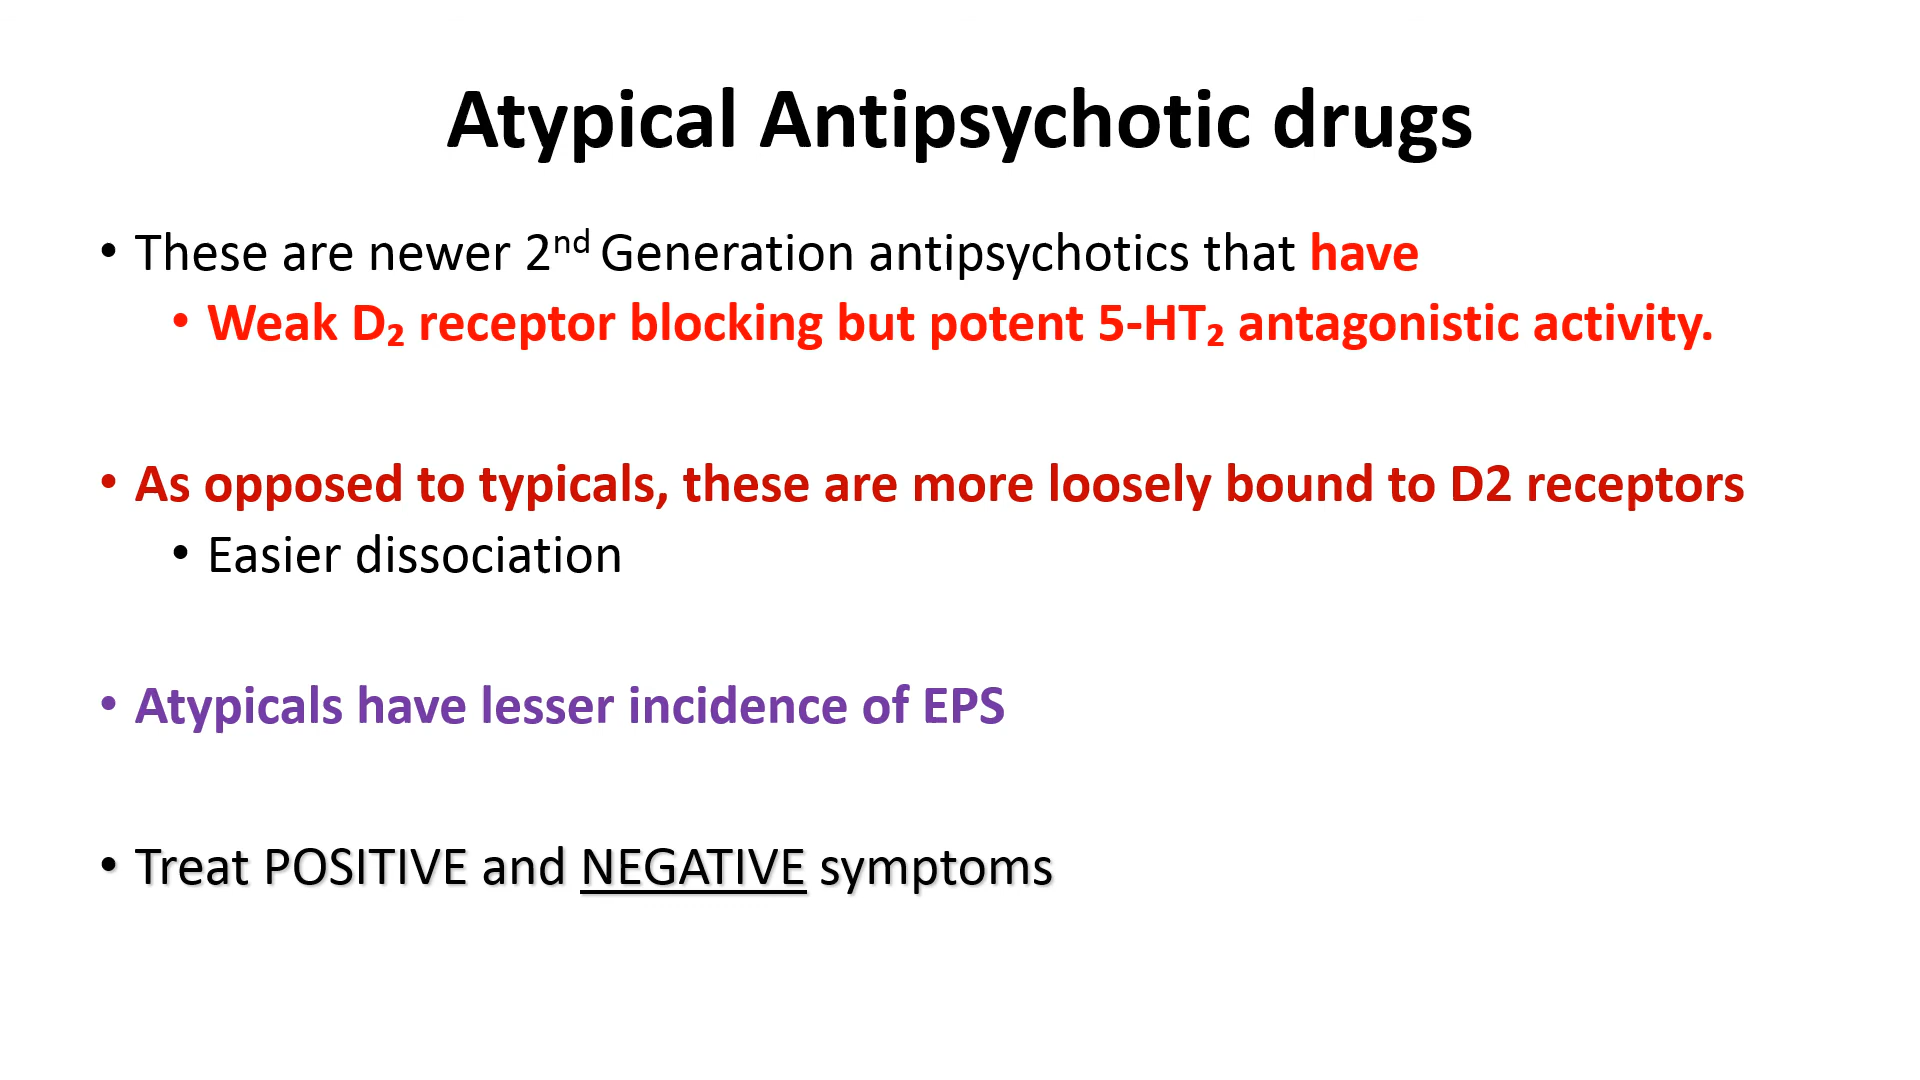 Atypical Antipsychotic drugs
• These are newer 2nd Generation antipsychotics that have
• Weak D₂ receptor blocking but potent 5-HT₂ antagonistic activity.
• As opposed to typicals, these are more loosely bound to D2 receptors
• Easier dissociation
• Atypicals have lesser incidence of EPS
• Treat POSITIVE and NEGATIVE symptoms